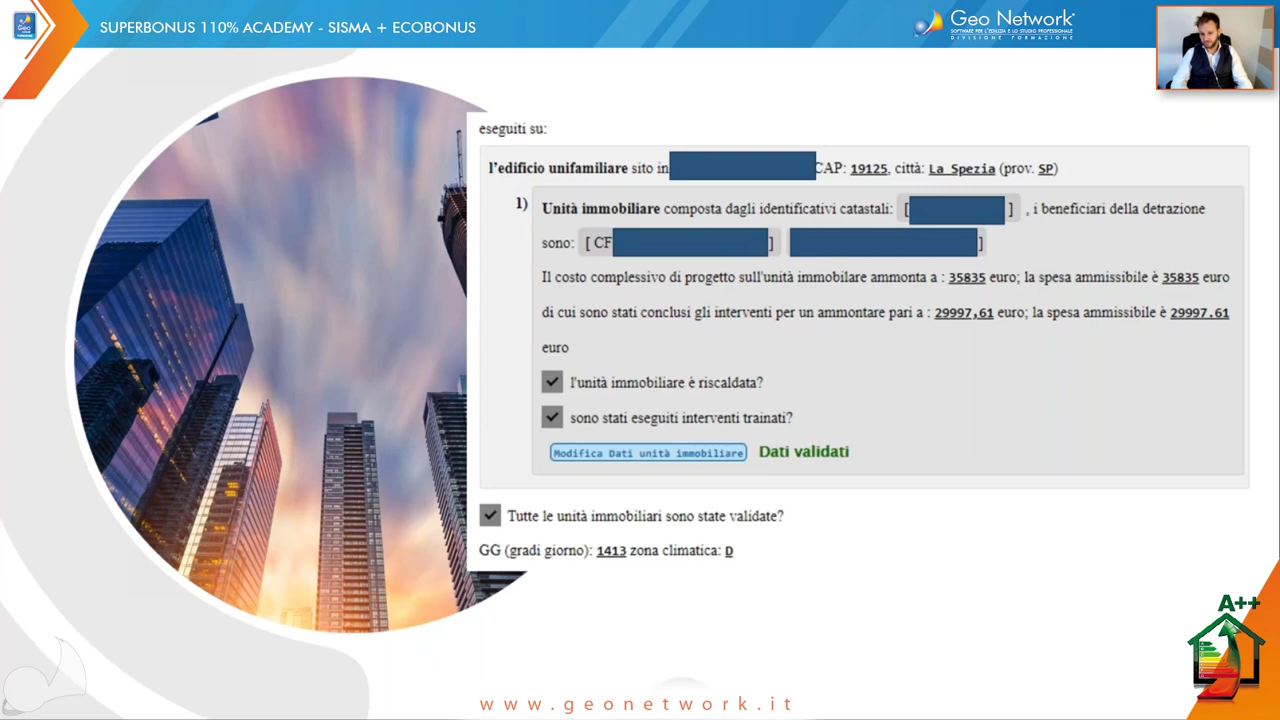 SUPERBONUS 110% ACADEMY - SISMA + ECOBONUS
Geo
Geo Network
SOFTWARE PER L'EDILIZIA E LO STUDIO PROFESSIONALE
DIVISIONE FORMAZIONE
eseguiti su:
l'edificio unifamiliare sito in CAP: 19125, città: La Spezia (prov. SP)
1) Unità immobiliare composta dagli identificativi catastali: [ ] , i beneficiari della detrazione
sono: [ CF ] ]
Il costo complessivo di progetto sull'unità immobilare ammonta a : 35835 euro; la spesa ammissibile è 35835 euro
di cui sono stati conclusi gli interventi per un ammontare pari a : 29997,61 euro; la spesa ammissibile è 29997.61
euro
l'unità immobiliare è riscaldata?
sono stati eseguiti interventi trainati?
Modifica Dati unità immobiliare Dati validati
Tutte le unità immobiliari sono state validate?
GG (gradi giorno): 1413 zona climatica: D
A++
www.geonetwork.it